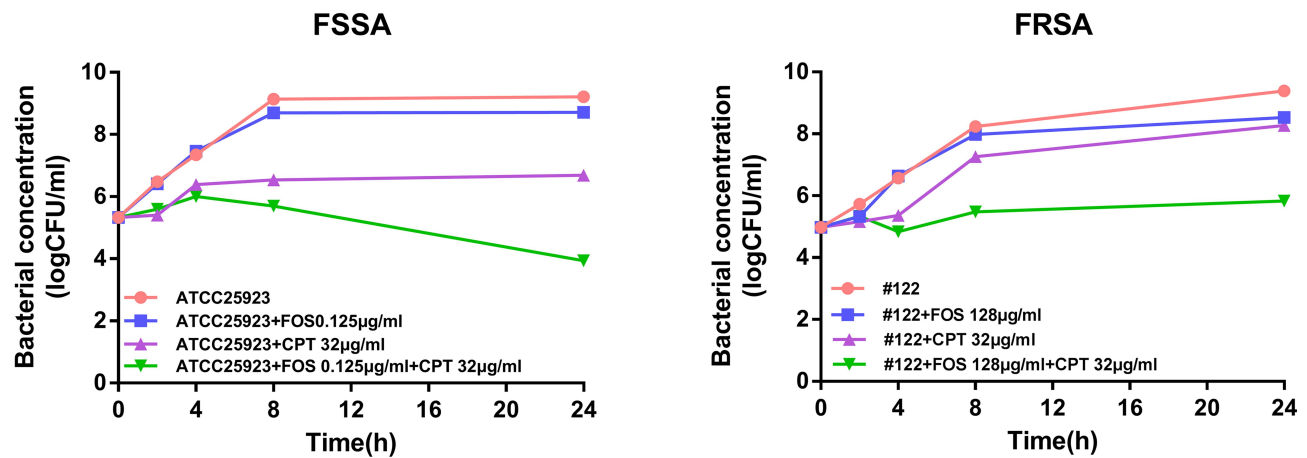 FSSA
Bacterial concentration
(logCFU/ml)
10
8
6
4
2
0
ATCC25923
ATCC25923+FOS0.125μg/ml
ATCC25923+CPT 32μg/ml
ATCC25923+FOS 0.125μg/ml+CPT 32μg/ml
0 4 8 12 16 20 24
Time(h)
FRSA
Bacterial concentration
(logCFU/ml)
10
8
6
4
2
0
#122
#122+FOS 128μg/ml
#122+CPT 32μg/ml
#122+FOS 128μg/ml+CPT 32μg/ml
0 4 8 12 16 20 24
Time(h)